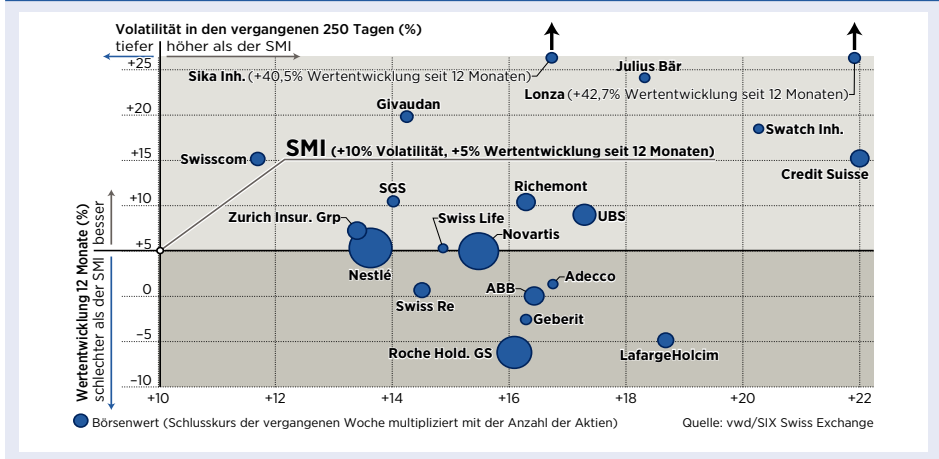 Volatilität in den vergangenen 250 Tagen (%)
tiefer höher als der SMI
+25
Sika Inh. (+40,5% Wertentwicklung seit 12 Monaten)
Julius Bär
Lonza (+42,7% Wertentwicklung seit 12 Monaten)
+20
Givaudan
Swatch Inh.
+15
Swisscom
SMI (+10% Volatilität, +5% Wertentwicklung seit 12 Monaten)
Credit Suisse
SGS
Richemont
+10
Zurich Insur. Grp
Swiss Life
UBS
Novartis
+5
Nestlé
Adecco
ABB
0
Swiss Re
Geberit
-5
Roche Hold. GS
LafargeHolcim
-10
Wertentwicklung 12 Monate (%)
schlechter als der SMI besser
+10 +12 +14 +16 +18 +20 +22
Börsenwert (Schlusskurs der vergangenen Woche multipliziert mit der Anzahl der Aktien)
Quelle: vwd/SIX Swiss Exchange